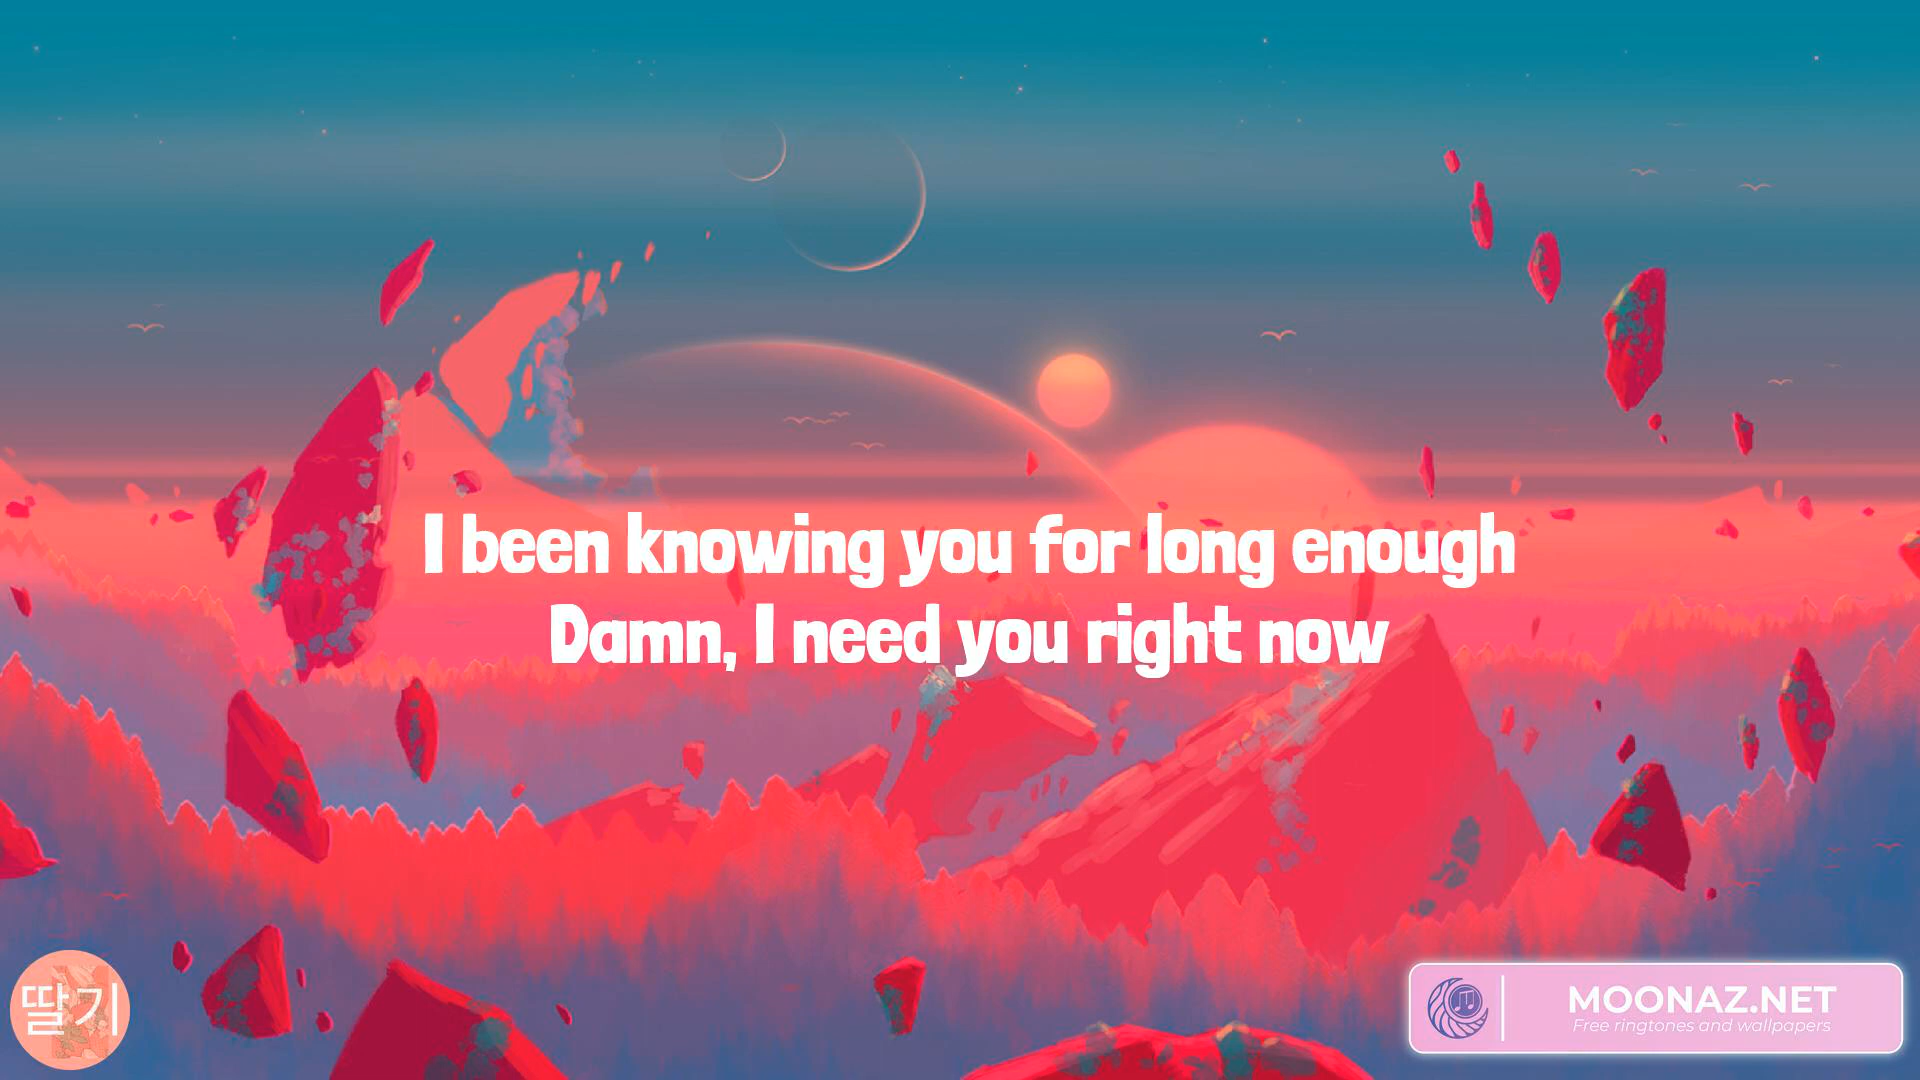 I been knowing you for long enough
Damn, I need you right now
딸기
MOONAZ.NET
Free ringtones and wallpapers